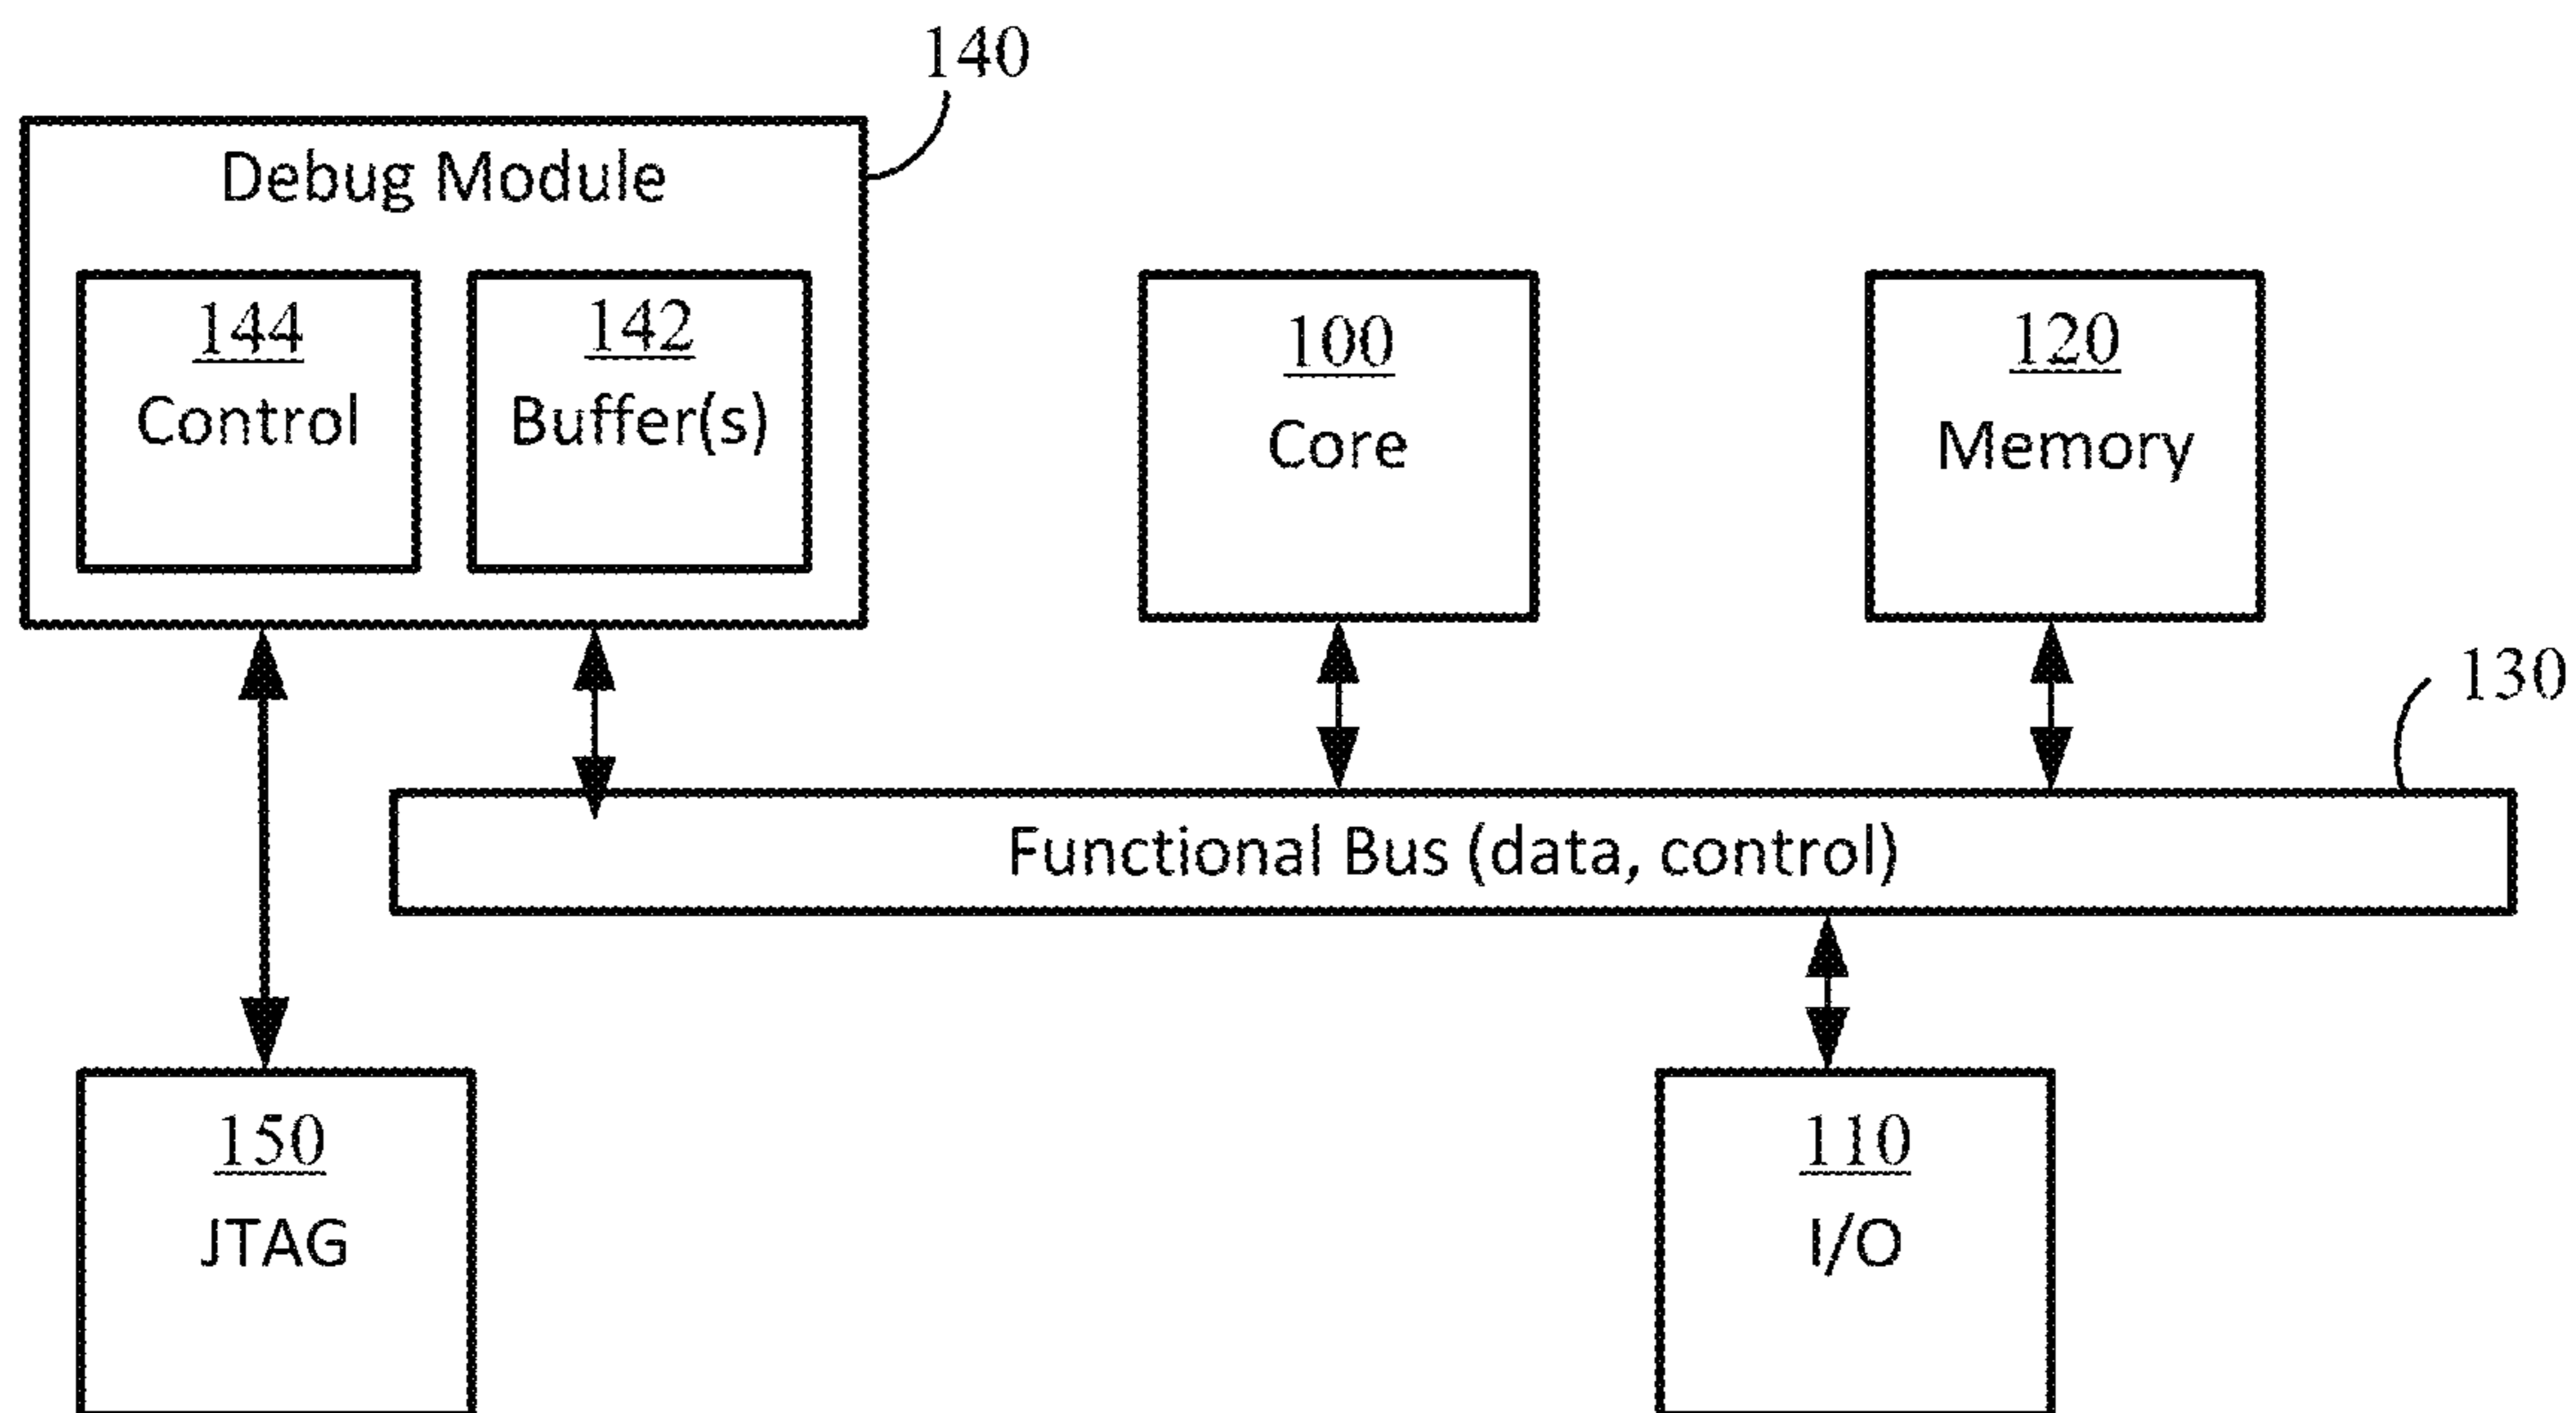 140
Debug Module
144
Control
142
Buffer(s)
100
Core
120
Memory
130
Functional Bus (data, control)
150
JTAG
110
I/O